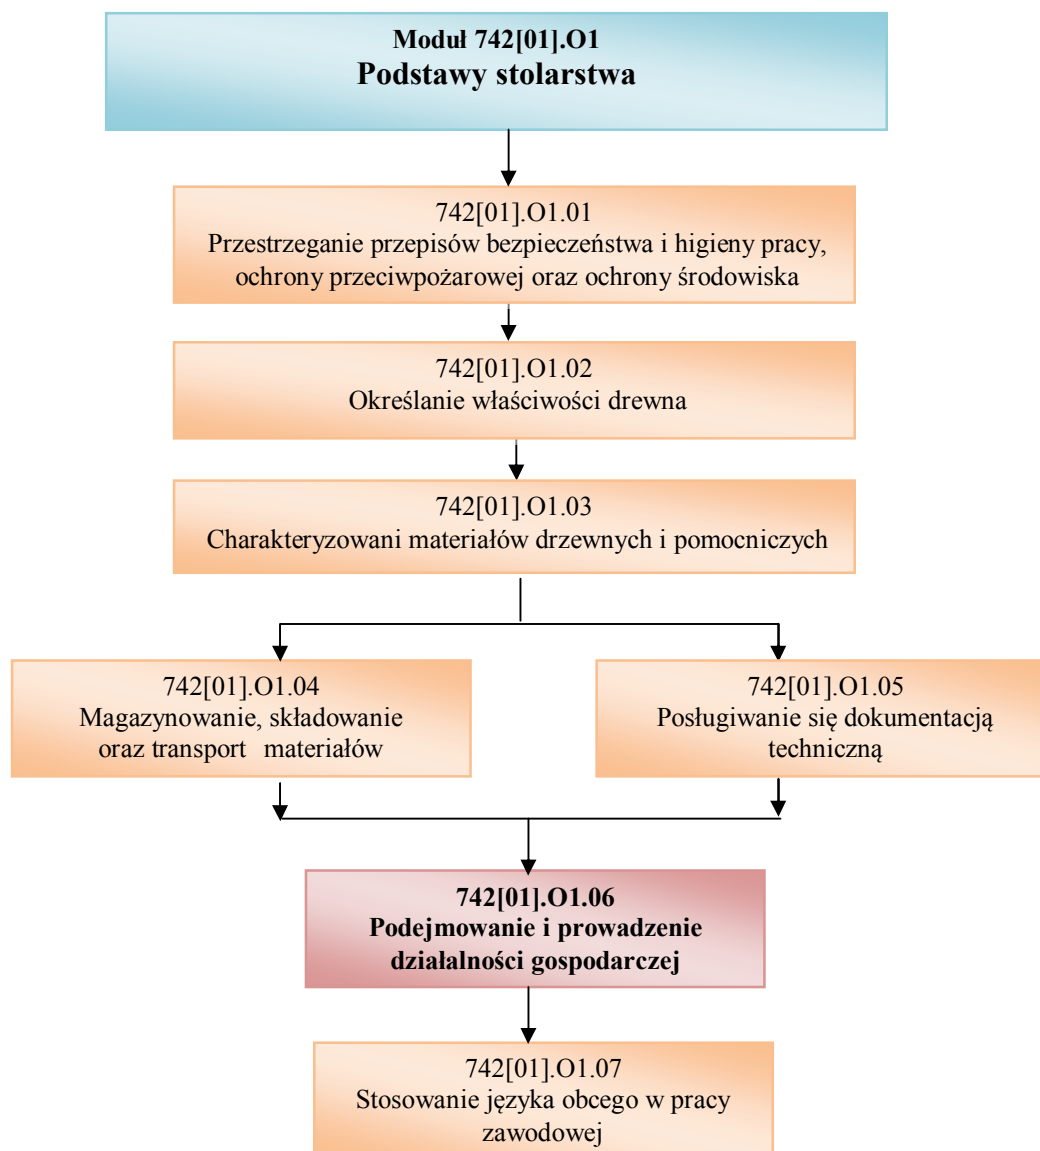 Moduł 742[01].O1
Podstawy stolarstwa
742[01].O1.01
Przestrzeganie przepisów bezpieczeństwa i higieny pracy,
ochrony przeciwpożarowej oraz ochrony środowiska
742[01].O1.02
Określanie właściwości drewna
742[01].O1.03
Charakteryzowani materiałów drzewnych i pomocniczych
742[01].O1.04
Magazynowanie, składowanie
oraz transport materiałów
742[01].O1.05
Posługiwanie się dokumentacją
techniczną
742[01].O1.06
Podejmowanie i prowadzenie
działalności gospodarczej
742[01].O1.07
Stosowanie języka obcego w pracy
zawodowej